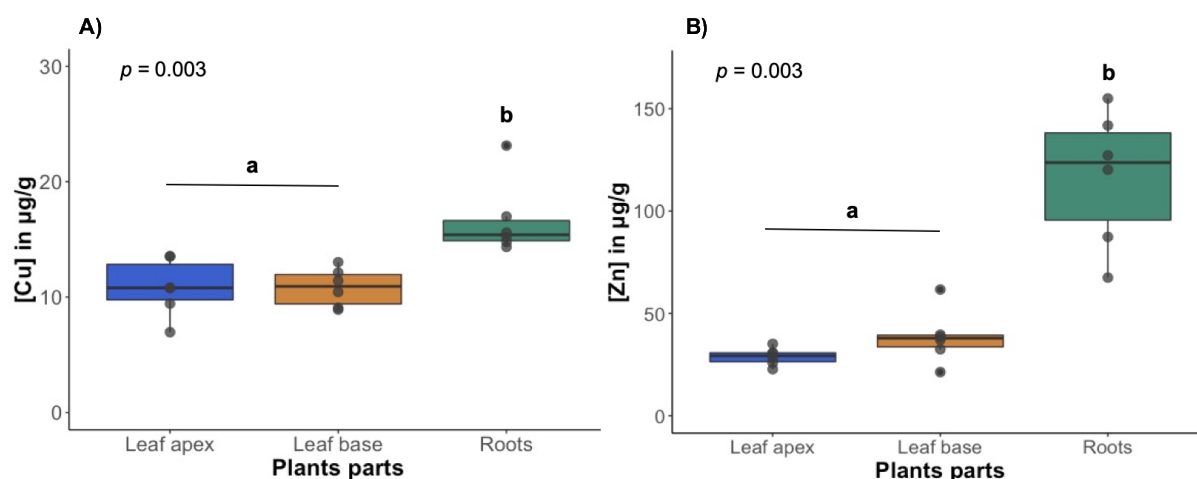 A)
p = 0.003
[Cu] in µg/g
30
20
10
0
a
b
Leaf apex
Leaf base
Roots
Plants parts
B)
p = 0.003
[Zn] in µg/g
150
100
50
0
a
b
Leaf apex
Leaf base
Roots
Plants parts